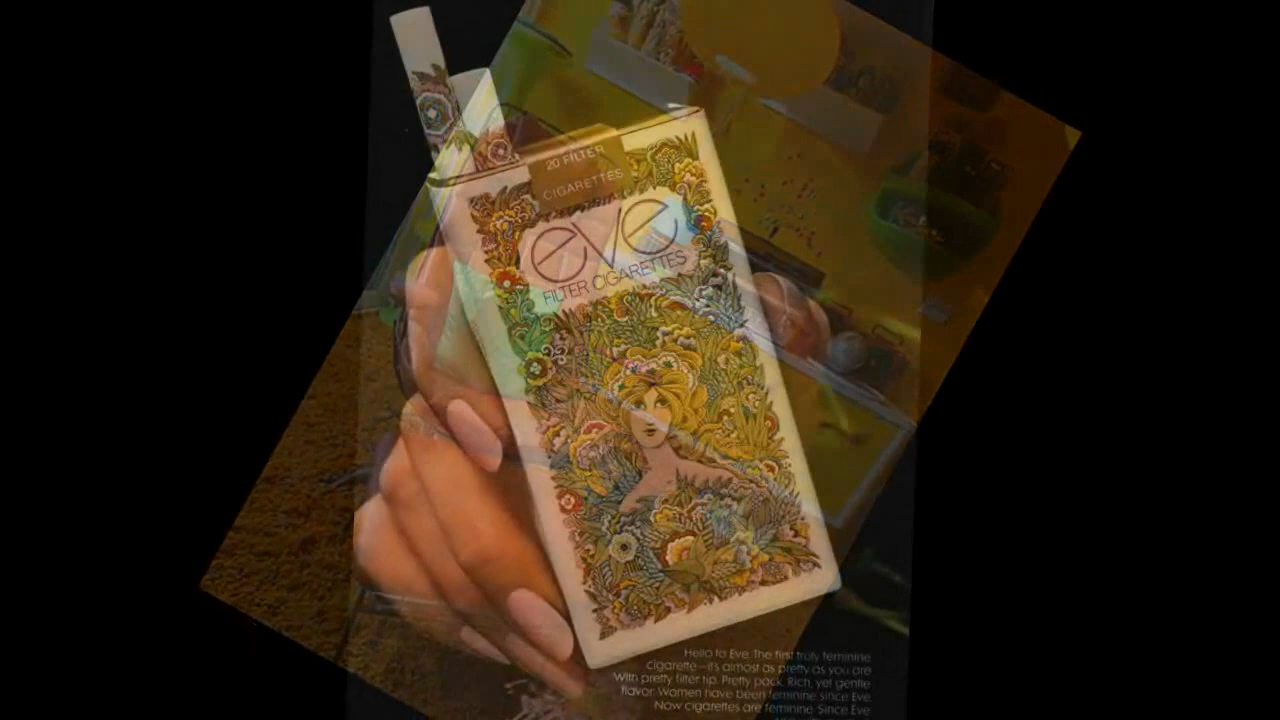 20 FILTER
CIGARETTES
eve
FILTER CIGARETTES
Hello to Eve. The first truly feminine
cigarette—it's almost as pretty as you are
With pretty filter tip. Pretty pack. Rich, yet gentle
flavor. Women have been feminine since Eve.
Now cigarettes are feminine. Since Eve